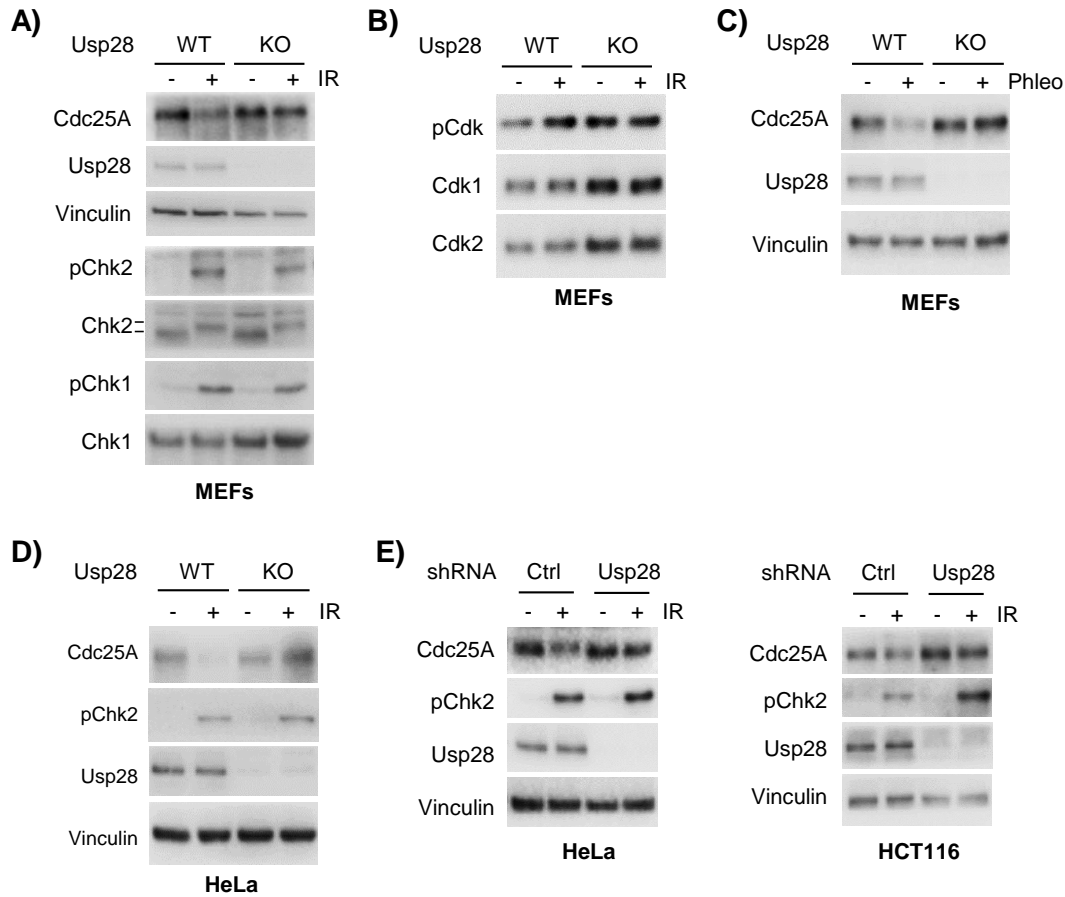 A)
Usp28 WT KO
- + - + IR
Cdc25A
Usp28
Vinculin
pChk2
Chk2
pChk1
Chk1
MEFs
B)
Usp28 WT KO
- + - + IR
pCdk
Cdk1
Cdk2
MEFs
C)
Usp28 WT KO
- + - + Phleo
Cdc25A
Usp28
Vinculin
MEFs
D)
Usp28 WT KO
- + - + IR
Cdc25A
pChk2
Usp28
Vinculin
HeLa
E)
shRNA Ctrl Usp28
- + - + IR
Cdc25A
pChk2
Usp28
Vinculin
HeLa
shRNA Ctrl Usp28
- + - + IR
Cdc25A
pChk2
Usp28
Vinculin
HCT116